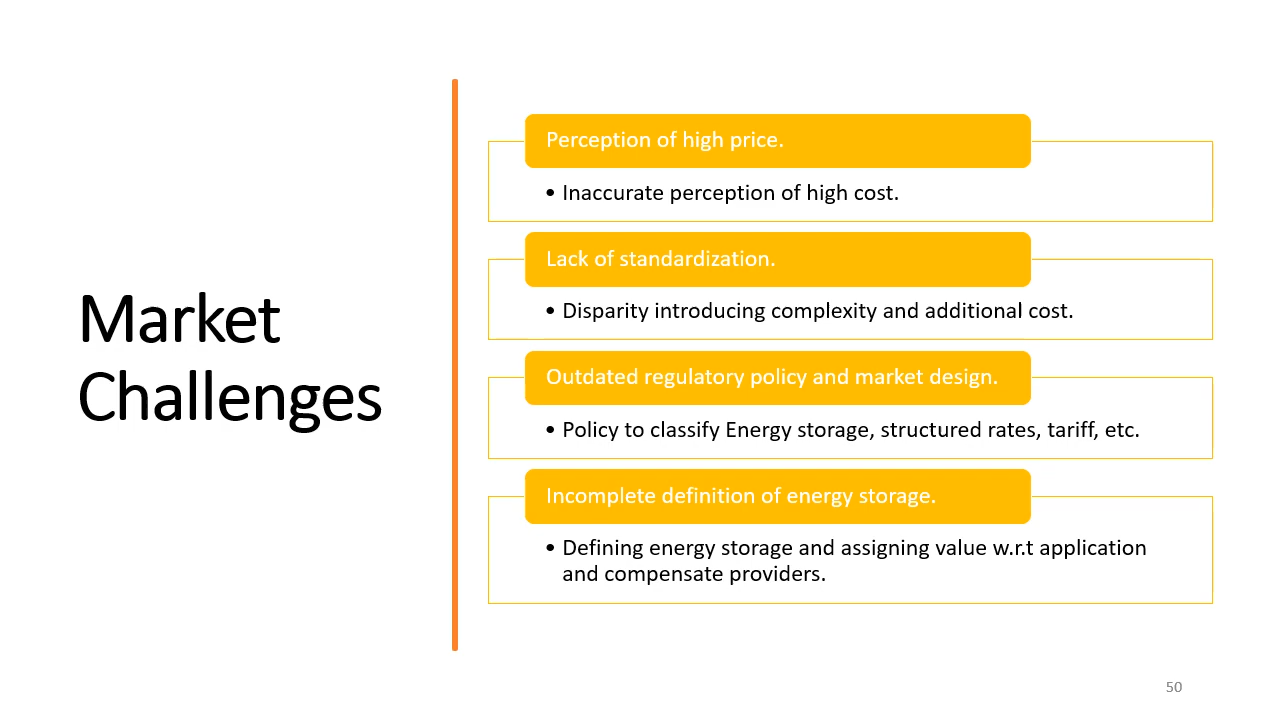 Market
Challenges
Perception of high price.
• Inaccurate perception of high cost.
Lack of standardization.
• Disparity introducing complexity and additional cost.
Outdated regulatory policy and market design.
• Policy to classify Energy storage, structured rates, tariff, etc.
Incomplete definition of energy storage.
• Defining energy storage and assigning value w.r.t application
and compensate providers.
50